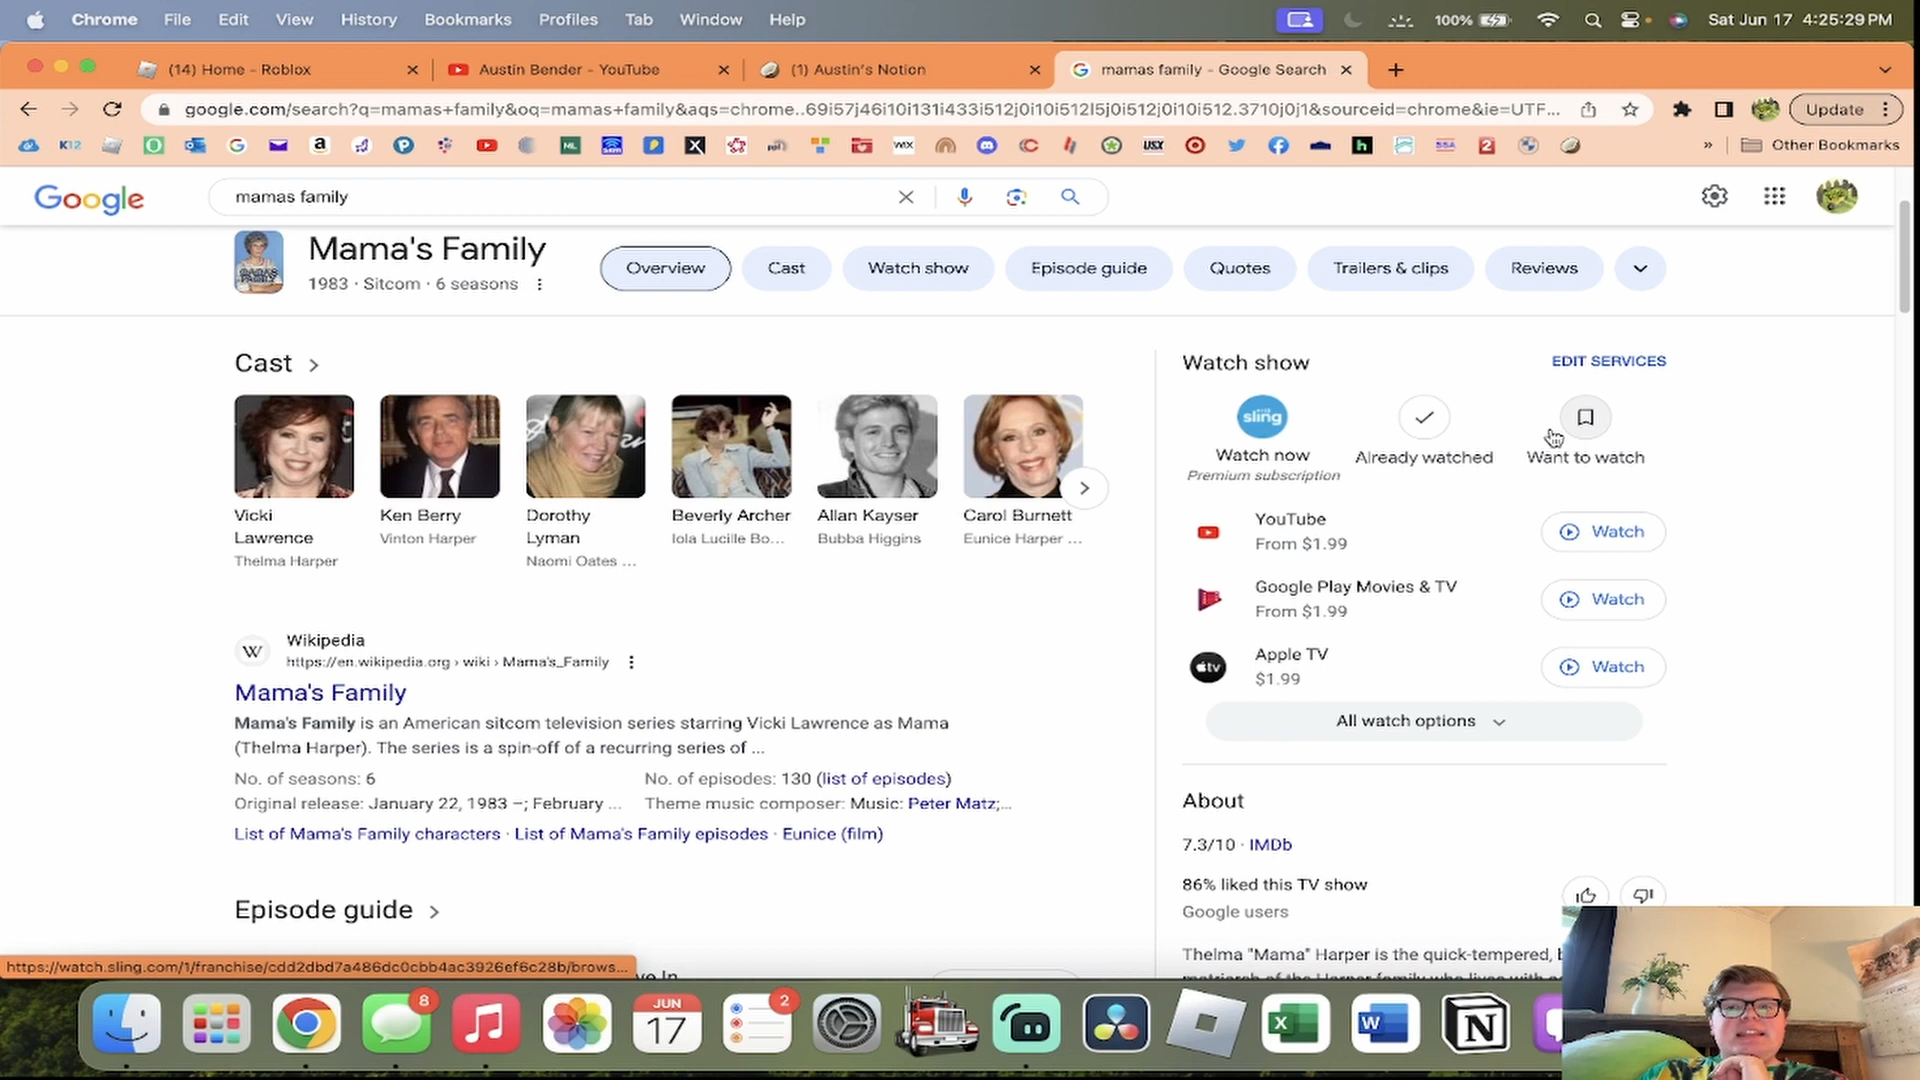 Chrome File Edit View History Bookmarks Profiles Tab Window Help 100% Sat Jun 17 4:25:29 PM
(14) Home - Roblox Austin Bender - YouTube (1) Austin's Notion mamas family - Google Search
google.com/search?q=mamas+family&oq=mamas+family&aqs=chrome..69i57j46i10i131i433i512j0i10i512l5j0i512j0i10i512.3710j0j1&sourceid=chrome&ie=UTF... Update
K12 a NL X WIX USX h SSA 2 » Other Bookmarks
Google mamas family
Mama's Family
1983 · Sitcom · 6 seasons
Overview Cast Watch show Episode guide Quotes Trailers & clips Reviews
Cast
Vicki Lawrence
Thelma Harper
Ken Berry
Vinton Harper
Dorothy Lyman
Naomi Oates ...
Beverly Archer
Iola Lucille Bo...
Allan Kayser
Bubba Higgins
Carol Burnett
Eunice Harper ...
Watch show EDIT SERVICES
sling
Watch now
Premium subscription
Already watched
Want to watch
YouTube
From $1.99
Watch
Google Play Movies & TV
From $1.99
Watch
Apple TV
$1.99
Watch
tv
All watch options
W
Wikipedia
https://en.wikipedia.org › wiki › Mama's_Family
Mama's Family
Mama's Family is an American sitcom television series starring Vicki Lawrence as Mama
(Thelma Harper). The series is a spin-off of a recurring series of ...
No. of seasons: 6 No. of episodes: 130 (list of episodes)
Original release: January 22, 1983 –; February ... Theme music composer: Music: Peter Matz;...
List of Mama's Family characters · List of Mama's Family episodes · Eunice (film)
Episode guide
About
7.3/10 · IMDb
86% liked this TV show
Google users
Thelma "Mama" Harper is the quick-tempered,
https://watch.sling.com/1/franchise/cdd2dbd7a486dc0cbb4ac3926ef6c28b/brows...
8
JUN
17
2
X
W
N